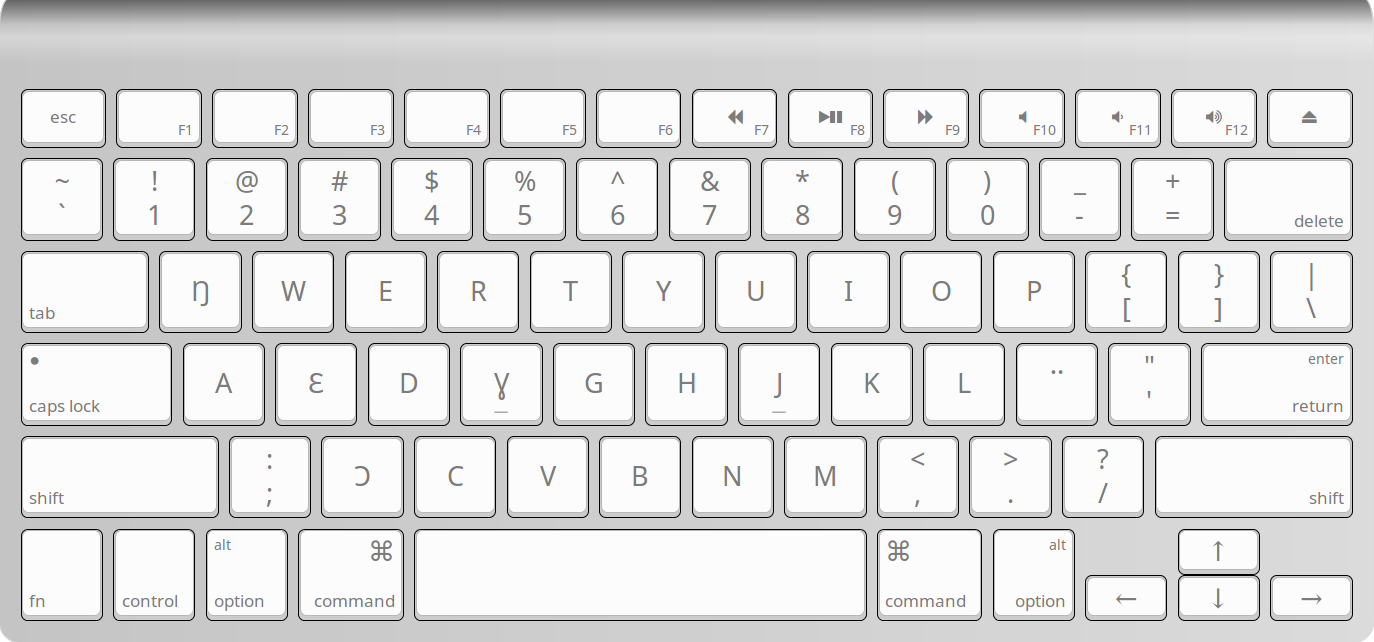 esc F1 F2 F3 F4 F5 F6 F7 F8 F9 F10 F11 F12
~ ! @ # $ % ^ & * ( ) _ +
` 1 2 3 4 5 6 7 8 9 0 - = delete
tab Ŋ W E R T Y U I O P { } |
[ ] \
caps lock A Ɛ D Ɣ G H J K L ¨ " enter
' return
shift : Ɔ C V B N M < > ? shift
; , . /
alt ⌘ ⌘ alt ↑
fn control option command command option ← ↓ →